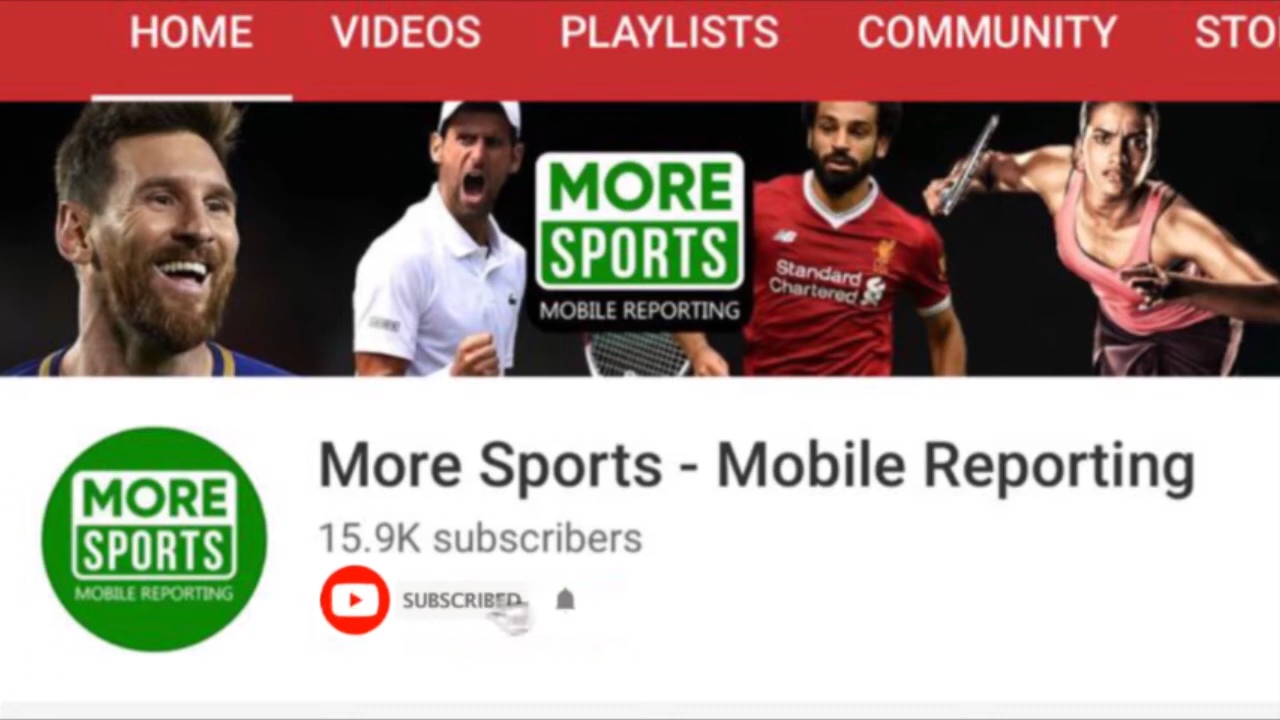 HOME VIDEOS PLAYLISTS COMMUNITY STO
MORE
SPORTS
MOBILE REPORTING
Standard
Chartered
MORE
SPORTS
MOBILE REPORTING
More Sports - Mobile Reporting
15.9K subscribers
SUBSCRIBED